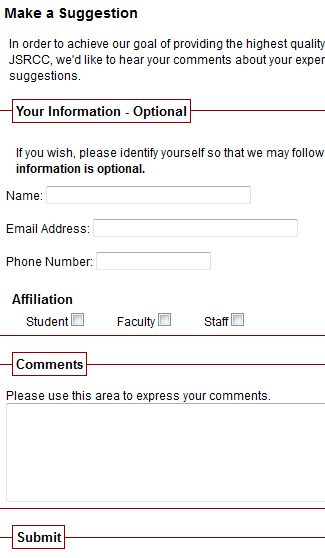 Make a Suggestion
In order to achieve our goal of providing the highest quality
JSRCC, we'd like to hear your comments about your exper
suggestions.
Your Information - Optional
If you wish, please identify yourself so that we may follow
information is optional.
Name:
Email Address:
Phone Number:
Affiliation
Student Faculty Staff
Comments
Please use this area to express your comments.
Submit